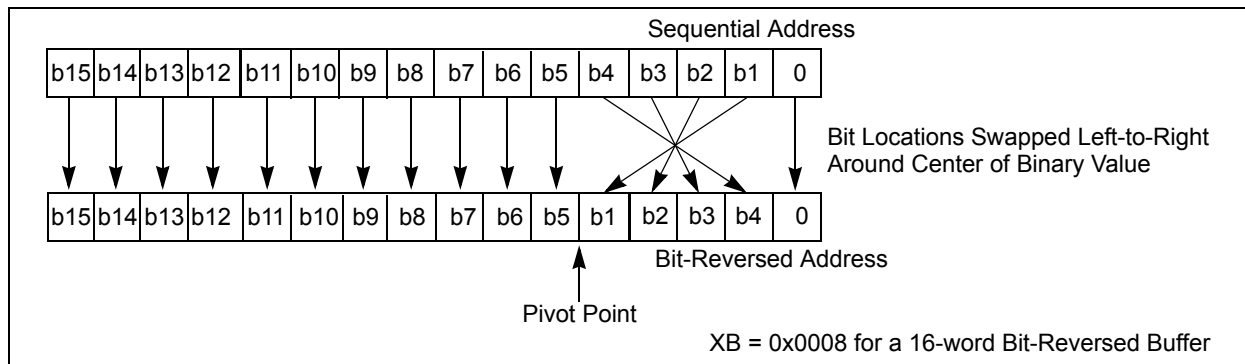 Sequential Address
b15 b14 b13 b12 b11 b10 b9 b8 b7 b6 b5 b4 b3 b2 b1 0
Bit Locations Swapped Left-to-Right
Around Center of Binary Value
b15 b14 b13 b12 b11 b10 b9 b8 b7 b6 b5 b1 b2 b3 b4 0
Bit-Reversed Address
Pivot Point
XB = 0x0008 for a 16-word Bit-Reversed Buffer